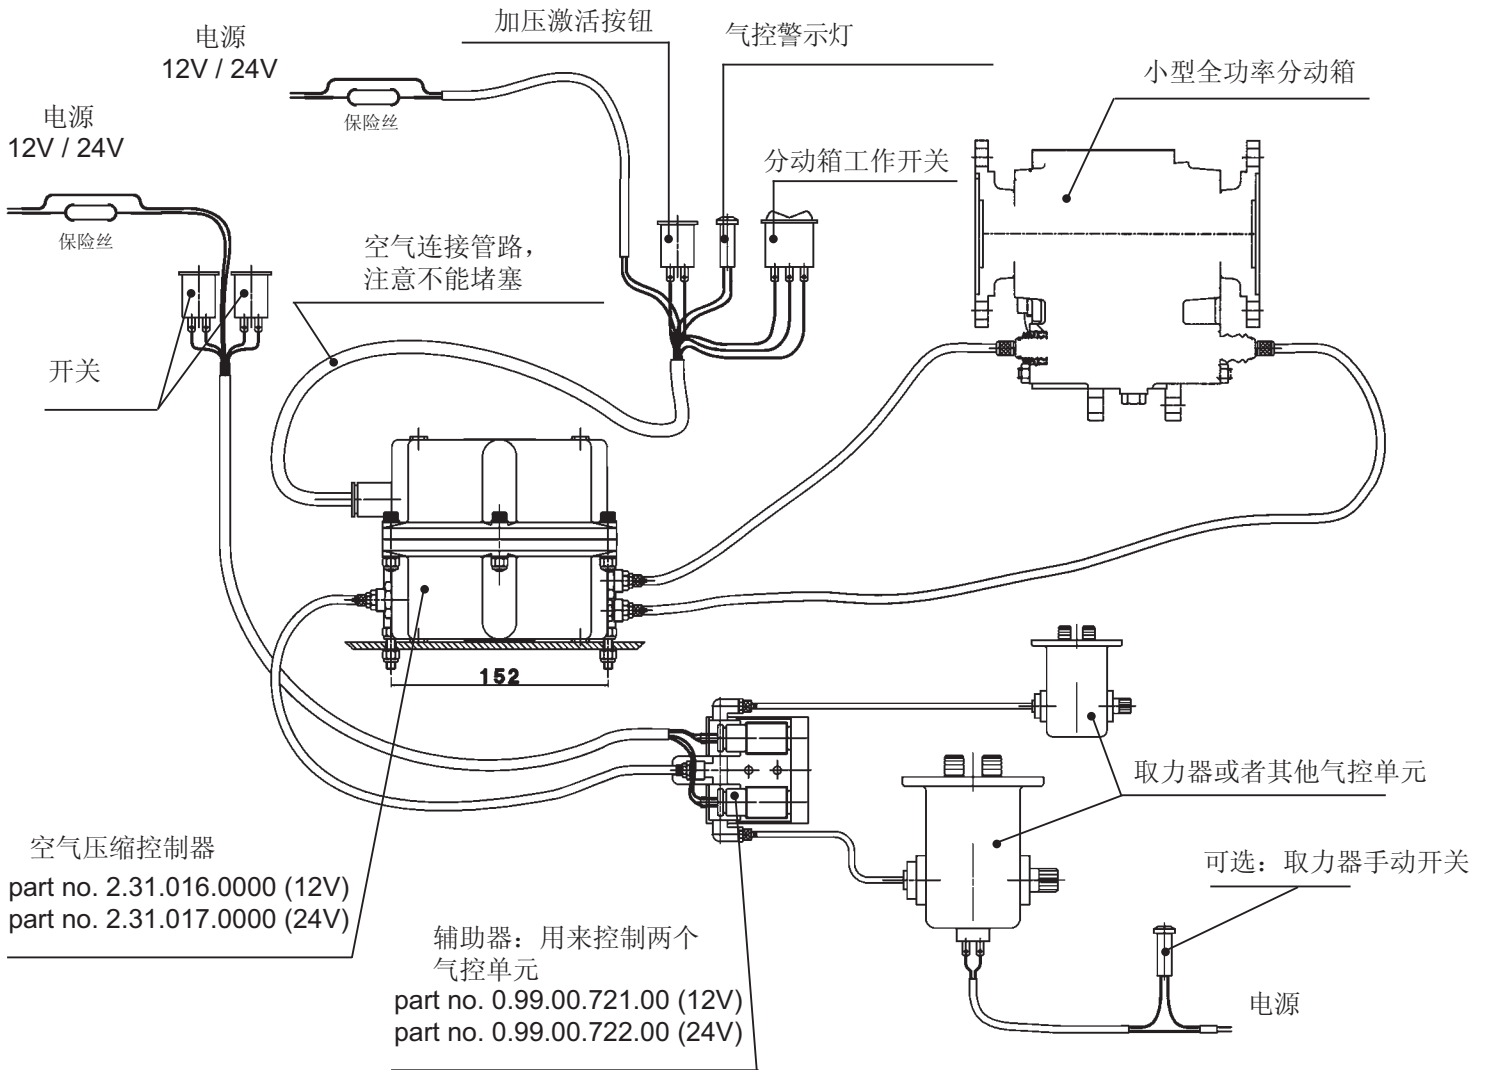 加压激活按钮
气控警示灯
电源
12V / 24V
小型全功率分动箱
保险丝
电源
12V / 24V
分动箱工作开关
保险丝
空气连接管路，
注意不能堵塞
开关
152
取力器或者其他气控单元
空气压缩控制器
part no. 2.31.016.0000 (12V)
part no. 2.31.017.0000 (24V)
可选：取力器手动开关
辅助器：用来控制两个
气控单元
part no. 0.99.00.721.00 (12V)
part no. 0.99.00.722.00 (24V)
电源